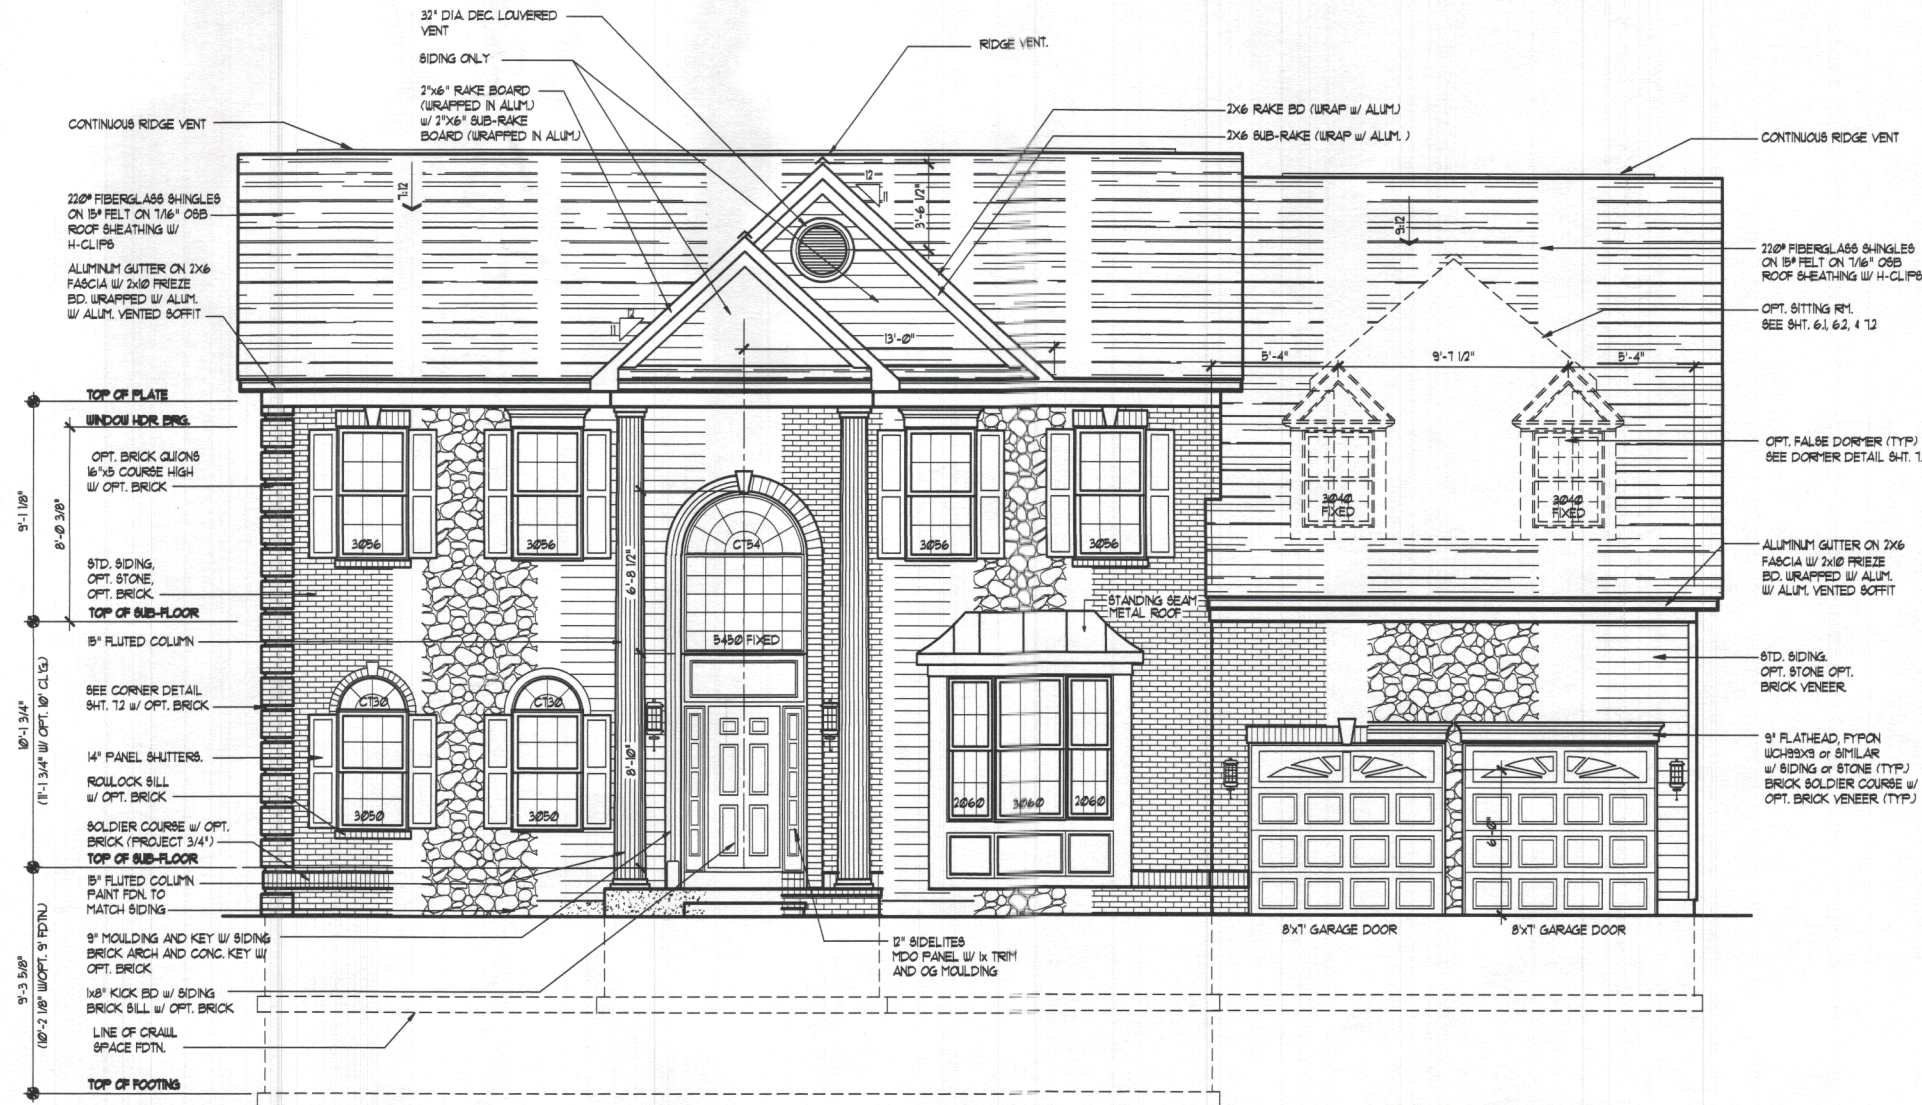 32" DIA. DEC. LOUVERED
VENT
SIDING ONLY
2"x6" RAKE BOARD
(WRAPPED IN ALUM.)
w/ 2"X6" SUB-RAKE
BOARD (WRAPPED IN ALUM.)
RIDGE VENT.
2X6 RAKE BD (WRAP w/ ALUM.)
2X6 SUB-RAKE (WRAP w/ ALUM. )
CONTINUOUS RIDGE VENT
CONTINUOUS RIDGE VENT
220# FIBERGLASS SHINGLES
ON 15# FELT ON 7/16" OSB
ROOF SHEATHING W/
H-CLIPS
ALUMINUM GUTTER ON 2X6
FASCIA W/ 2x10 FRIEZE
BD. WRAPPED W/ ALUM.
W/ ALUM. VENTED SOFFIT
7:12
12
11
3'-6 1/2"
12
11
13'-0"
9:12
220# FIBERGLASS SHINGLES
ON 15# FELT ON 7/16" OSB
ROOF SHEATHING W/ H-CLIPS
OPT. SITTING RM.
SEE SHT. 6.1, 6.2, & 7.2
5'-4"
9'-7 1/2"
5'-4"
TOP OF PLATE
WINDOW HDR. BRG.
OPT. BRICK QUIONS
16"x5 COURSE HIGH
W/ OPT. BRICK
9'-1 1/8"
8'-0 3/8"
STD. SIDING,
OPT. STONE,
OPT. BRICK.
TOP OF SUB-FLOOR
15" FLUTED COLUMN
SEE CORNER DETAIL
SHT. 7.2 w/ OPT. BRICK
10'-1 3/4"
(11'-1 3/4" W/ OPT. 10' CL'G.)
14" PANEL SHUTTERS.
ROWLOCK SILL
w/ OPT. BRICK
SOLDIER COURSE w/ OPT.
BRICK (PROJECT 3/4")
TOP OF SUB-FLOOR
15" FLUTED COLUMN
PAINT FDN. TO
MATCH SIDING
9" MOULDING AND KEY W/ SIDING
BRICK ARCH AND CONC. KEY W/
OPT. BRICK
1x8" KICK BD w/ SIDING
BRICK SILL w/ OPT. BRICK
LINE OF CRAWL
SPACE FDTN.
9'-3 5/8"
(10'-2 1/8" W/OPT. 9' FDTN.)
TOP OF FOOTING
3056
3056
3056
3056
CT54
6'-8 1/2"
5450 FIXED
8'-10"
CT30
CT30
3050
3050
STANDING SEAM
METAL ROOF
2060
3060
2060
12" SIDELITES
MDO PANEL W/ 1x TRIM
AND OG MOULDING
3040
FIXED
3040
FIXED
OPT. FALSE DORMER (TYP.)
SEE DORMER DETAIL SHT. 7.
ALUMINUM GUTTER ON 2X6
FASCIA W/ 2x10 FRIEZE
BD. WRAPPED W/ ALUM.
W/ ALUM. VENTED SOFFIT
STD. SIDING.
OPT. STONE OPT.
BRICK VENEER.
9" FLATHEAD, FYPON
WCH99X9 or SIMILAR
w/ SIDING or STONE (TYP.)
BRICK SOLDIER COURSE w/
OPT. BRICK VENEER (TYP.)
6'-0"
8'x7' GARAGE DOOR
8'x7' GARAGE DOOR